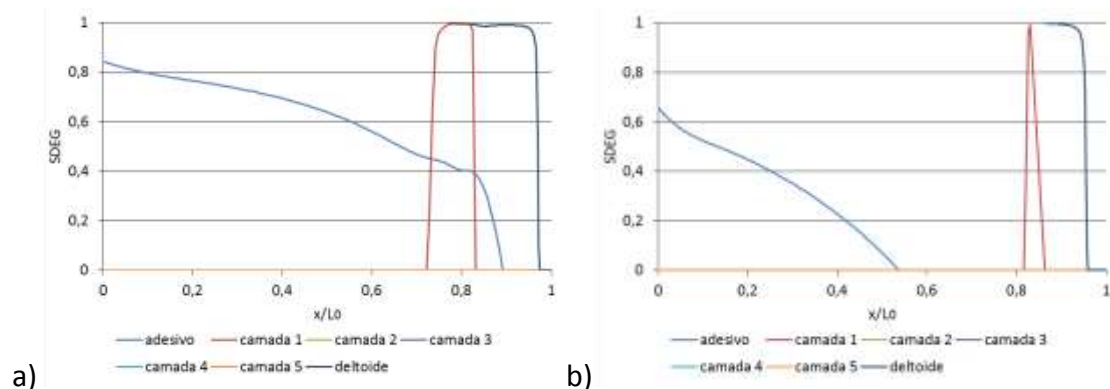 1
0,8
0,6
0,4
0,2
0
SDEG
0 0,2 0,4 0,6 0,8 1
x/L0
adesivo camada 1 camada 2 camada 3
camada 4 camada 5 deltoide
a)
1
0,8
0,6
0,4
0,2
0
SDEG
0 0,2 0,4 0,6 0,8 1
x/L0
adesivo camada 1 camada 2 camada 3
camada 4 camada 5 deltoide
b)